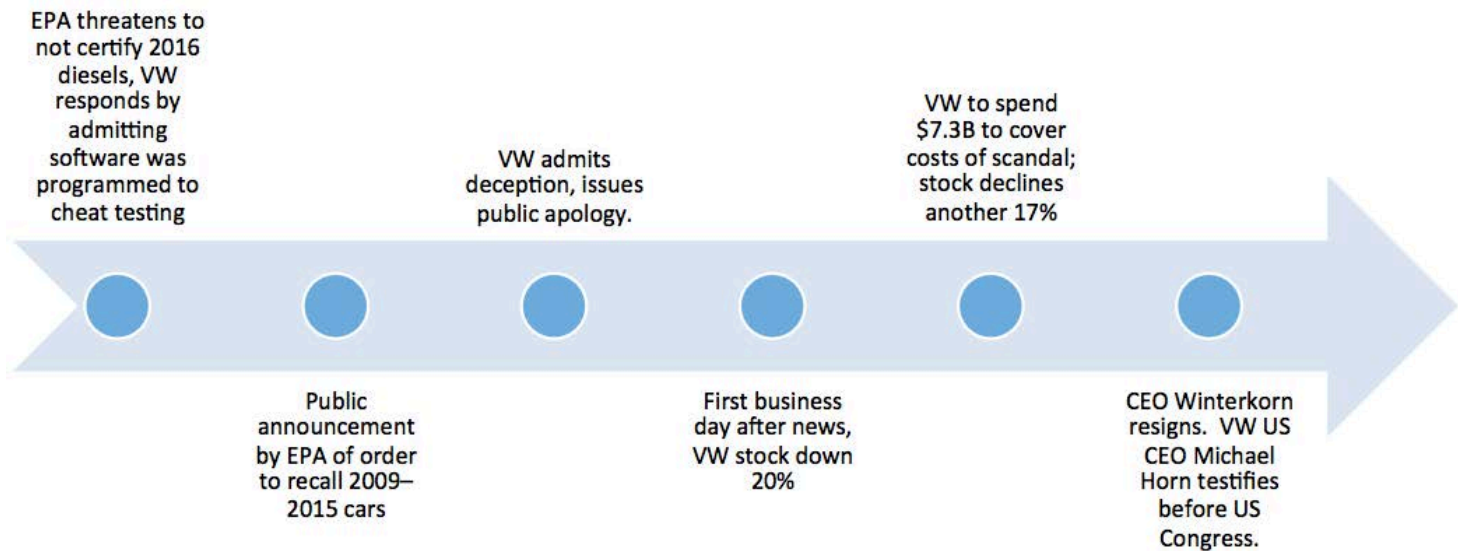 EPA threatens to
not certify 2016
diesels, VW
responds by
admitting
software was
programmed to
cheat testing
Public
announcement
by EPA of order
to recall 2009–
2015 cars
VW admits
deception, issues
public apology.
First business
day after news,
VW stock down
20%
VW to spend
$7.3B to cover
costs of scandal;
stock declines
another 17%
CEO Winterkorn
resigns.  VW US
CEO Michael
Horn testifies
before US
Congress.